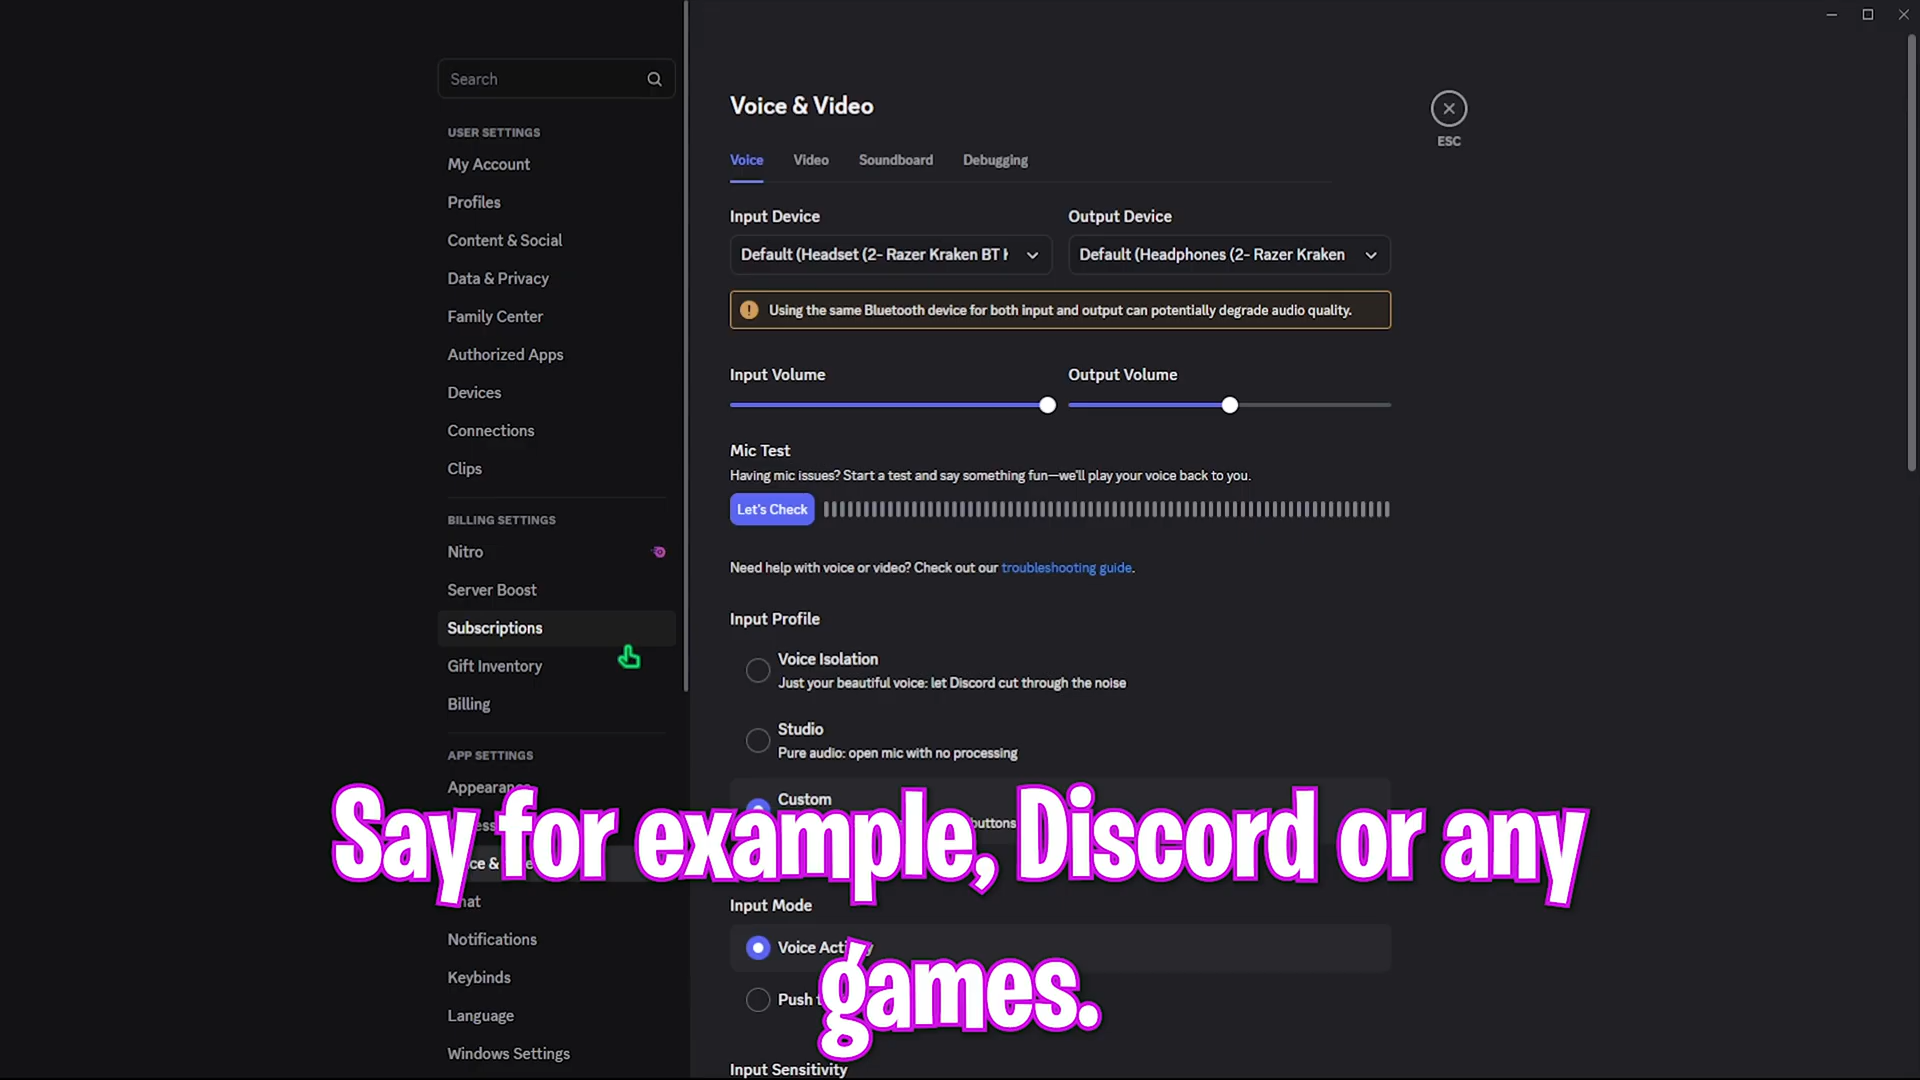 Search
USER SETTINGS
My Account
Profiles
Content & Social
Data & Privacy
Family Center
Authorized Apps
Devices
Connections
Clips
BILLING SETTINGS
Nitro
Server Boost
Subscriptions
Gift Inventory
Billing
APP SETTINGS
Appearance
Notifications
Keybinds
Language
Windows Settings
Voice & Video
ESC
Voice Video Soundboard Debugging
Input Device Output Device
Default (Headset (2- Razer Kraken BT Default (Headphones (2- Razer Kraken
Using the same Bluetooth device for both input and output can potentially degrade audio quality.
Input Volume Output Volume
Mic Test
Having mic issues? Start a test and say something fun—we'll play your voice back to you.
Let's Check
Need help with voice or video? Check out our troubleshooting guide.
Input Profile
Voice Isolation
Just your beautiful voice: let Discord cut through the noise
Studio
Pure audio: open mic with no processing
Custom
buttons
Input Mode
Voice
Push
Input Sensitivity
Say for example, Discord or any
games.